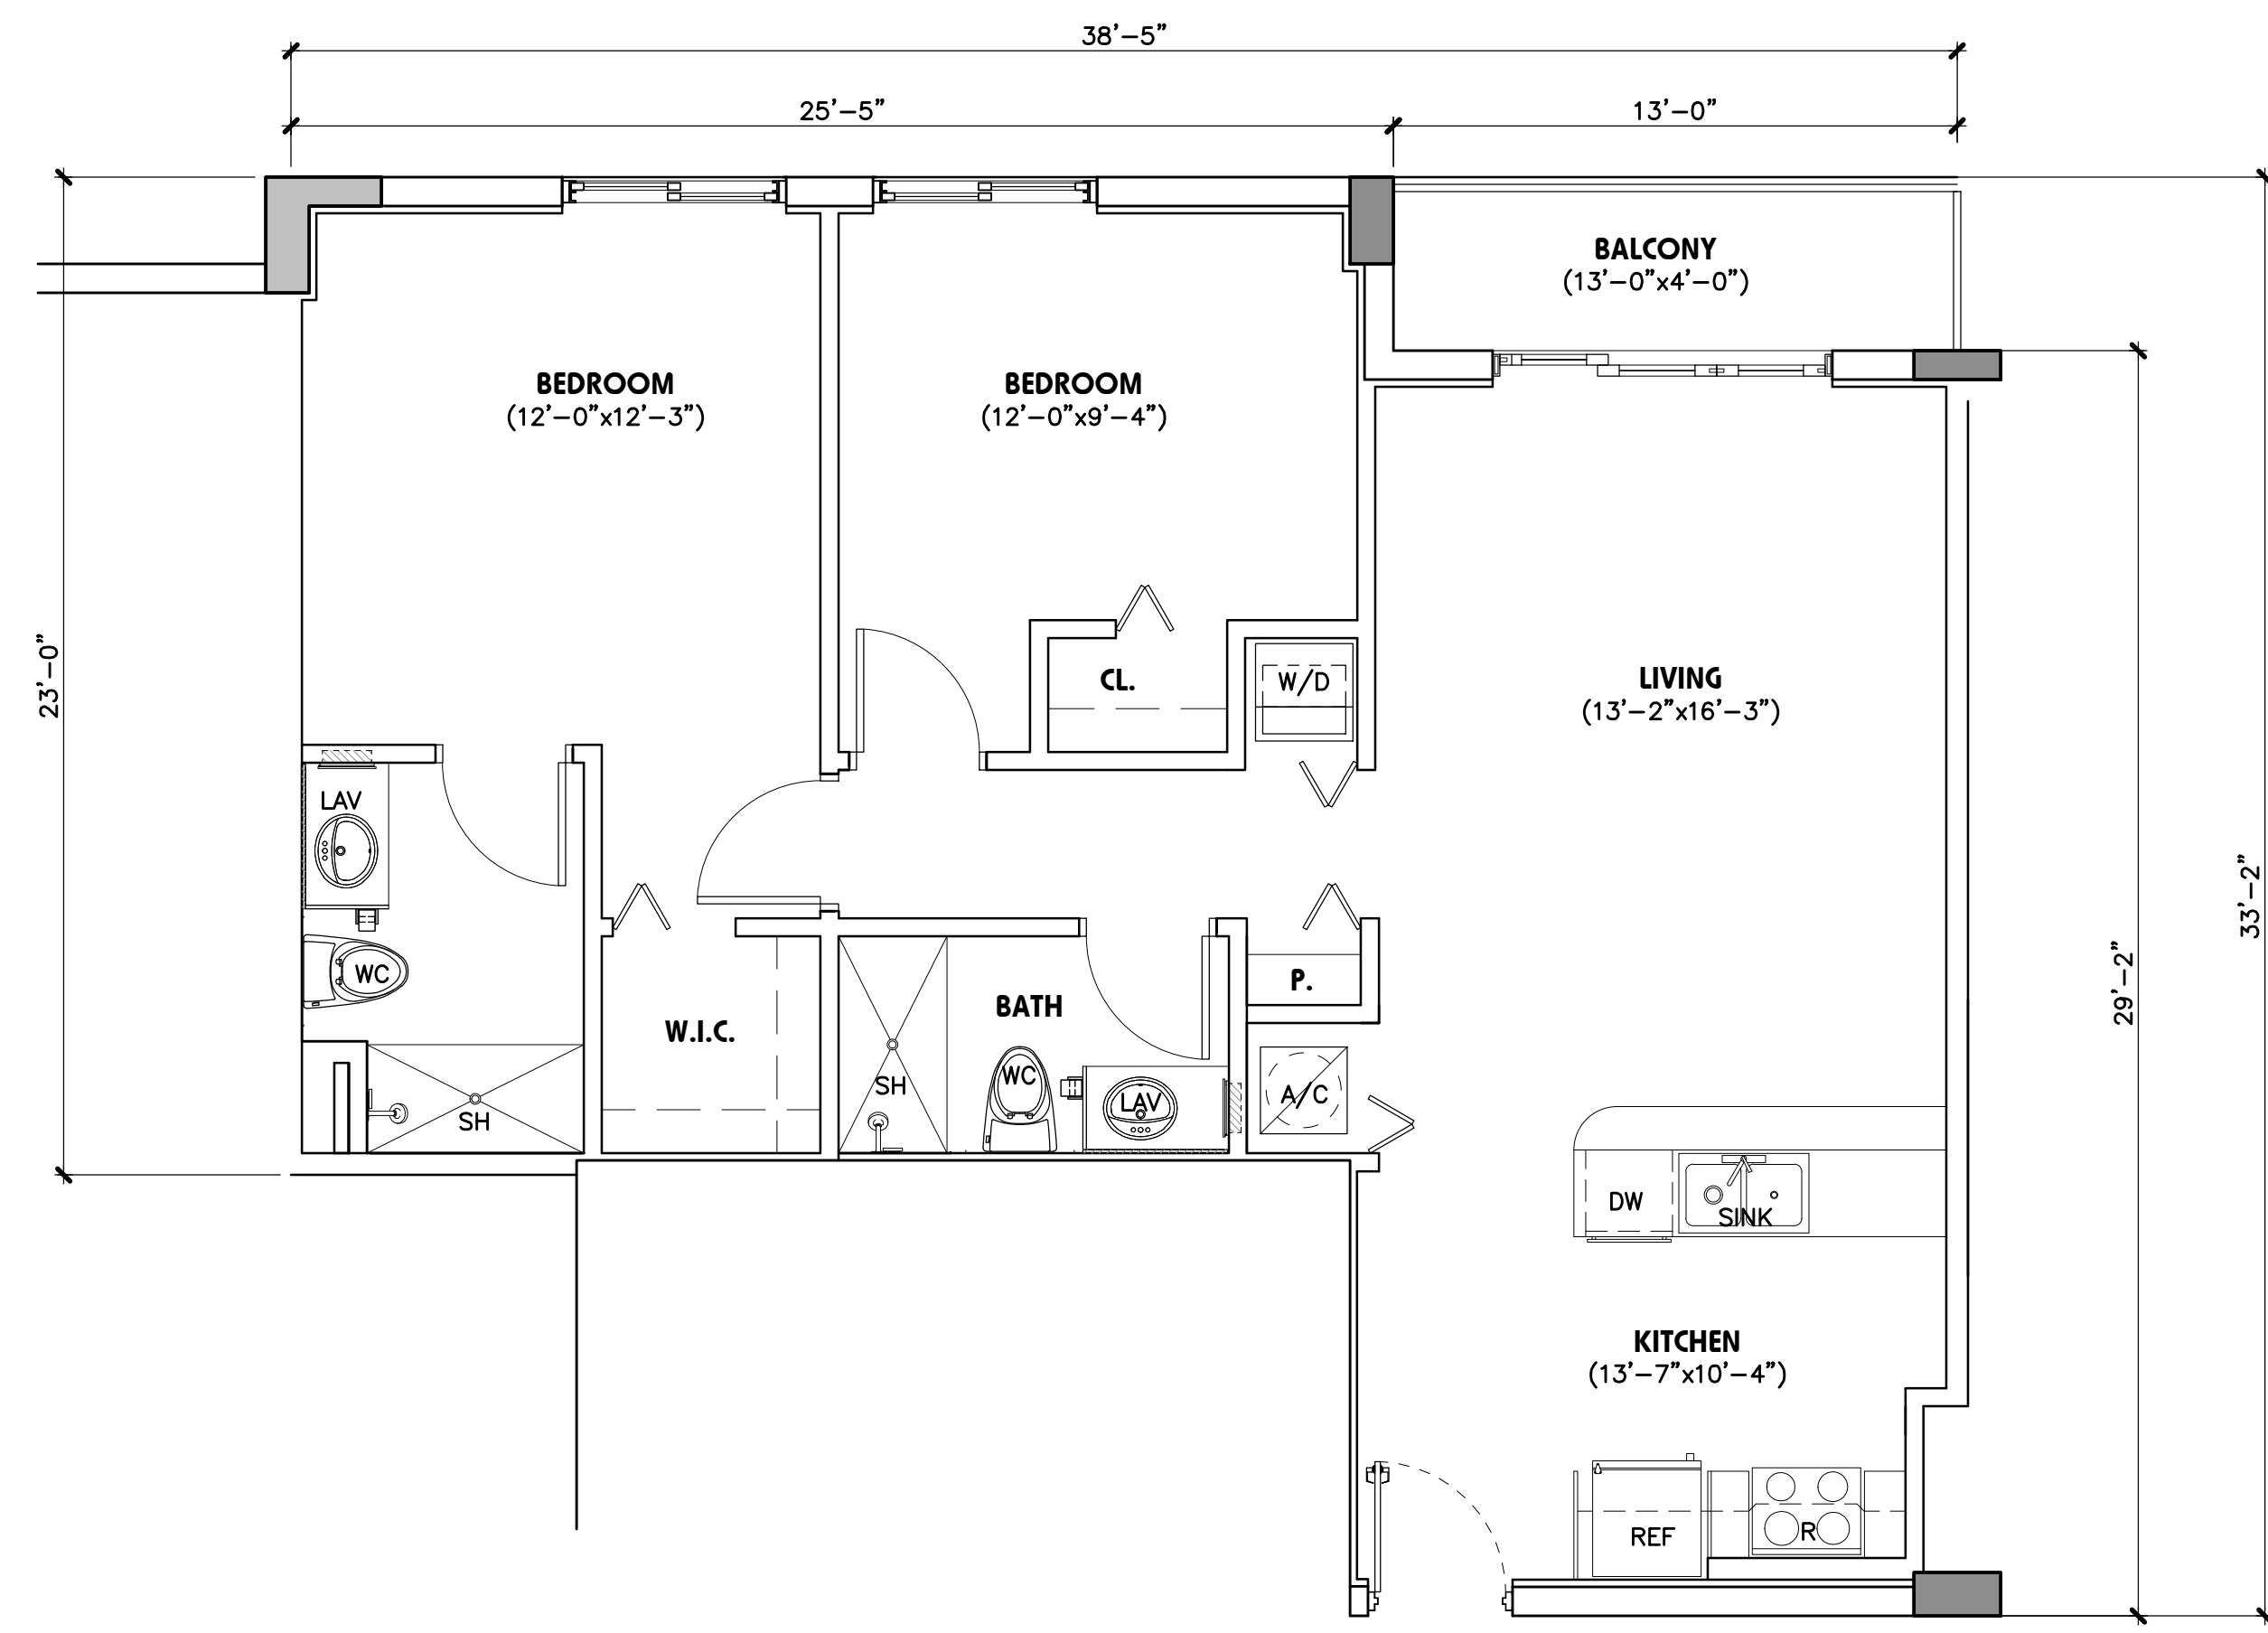 38'-5"
25'-5"
13'-0"
BALCONY
(13'-0"x4'-0")
BEDROOM
(12'-0"x12'-3")
BEDROOM
(12'-0"x9'-4")
23'-0"
CL.
W/D
LIVING
(13'-2"x16'-3")
LAV
WC
W.I.C.
SH
BATH
SH
WC
LAV
P.
A/C
33'-2"
29'-2"
DW
SINK
KITCHEN
(13'-7"x10'-4")
REF
R